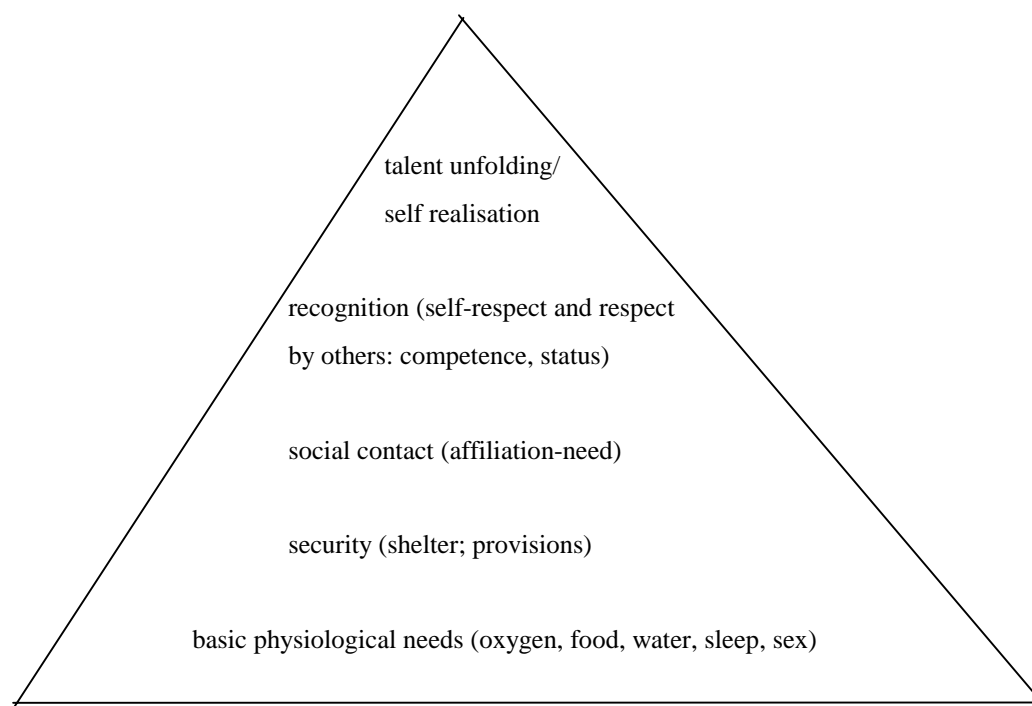 talent unfolding/
self realisation
recognition (self-respect and respect
by others: competence, status)
social contact (affiliation-need)
security (shelter; provisions)
basic physiological needs (oxygen, food, water, sleep, sex)